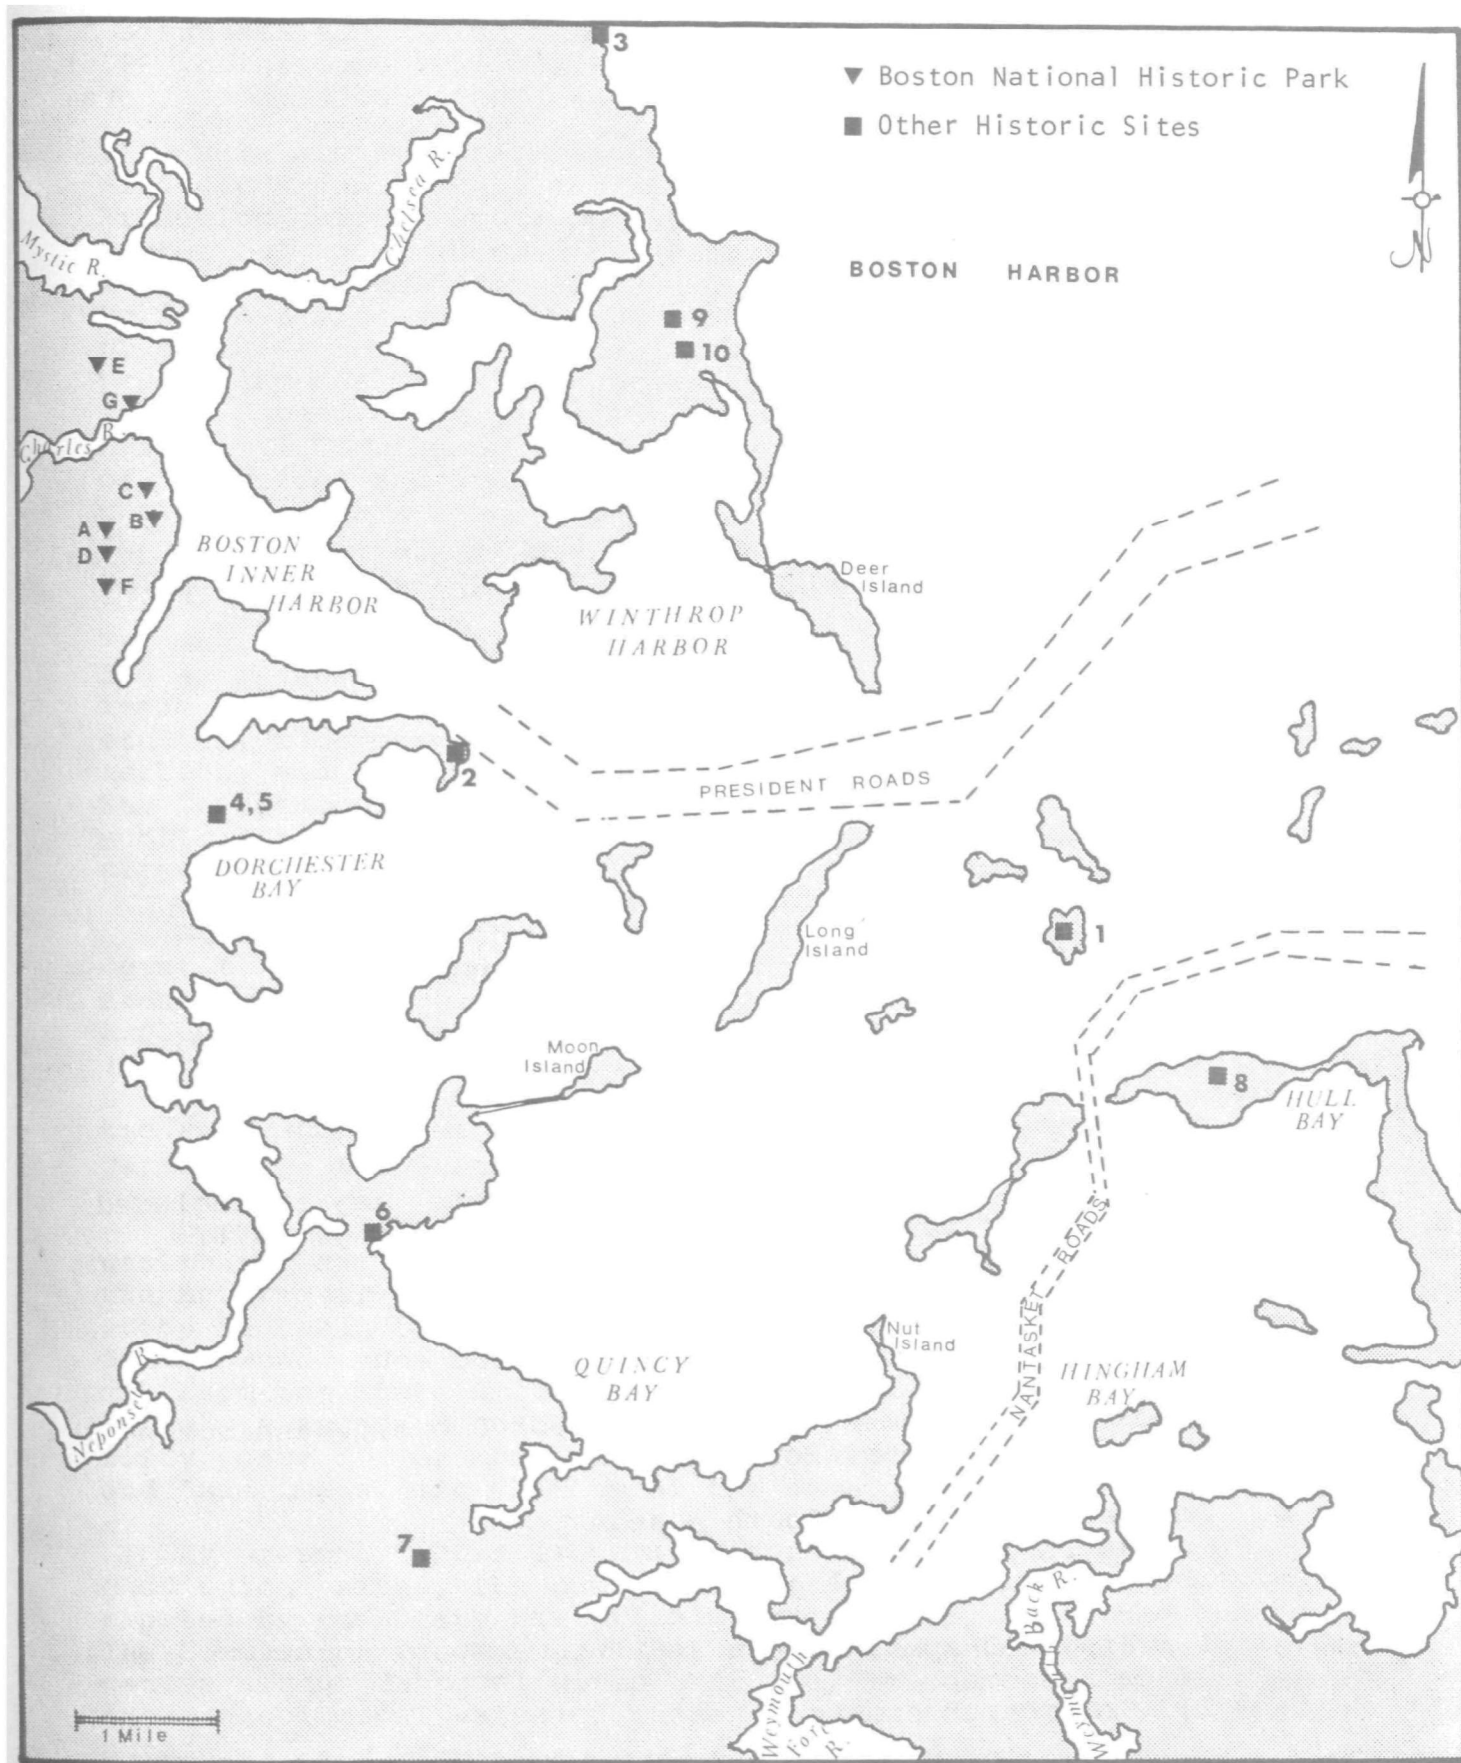 3
▼ Boston National Historic Park
■ Other Historic Sites
N
Chelsea R.
Mystic R.
BOSTON HARBOR
9
10
E
G
Charles R.
C
B
A
D
F
BOSTON
INNER
HARBOR
WINTHROP
HARBOR
Deer
Island
2
PRESIDENT ROADS
4,5
DORCHESTER
BAY
Long
Island
1
Moon
Island
8
HULL
BAY
6
NANTASKET ROADS
Nut
Island
QUINCY
BAY
HINGHAM
BAY
Neponset R.
7
Back R.
Weymouth
Fore
R.
1 Mile